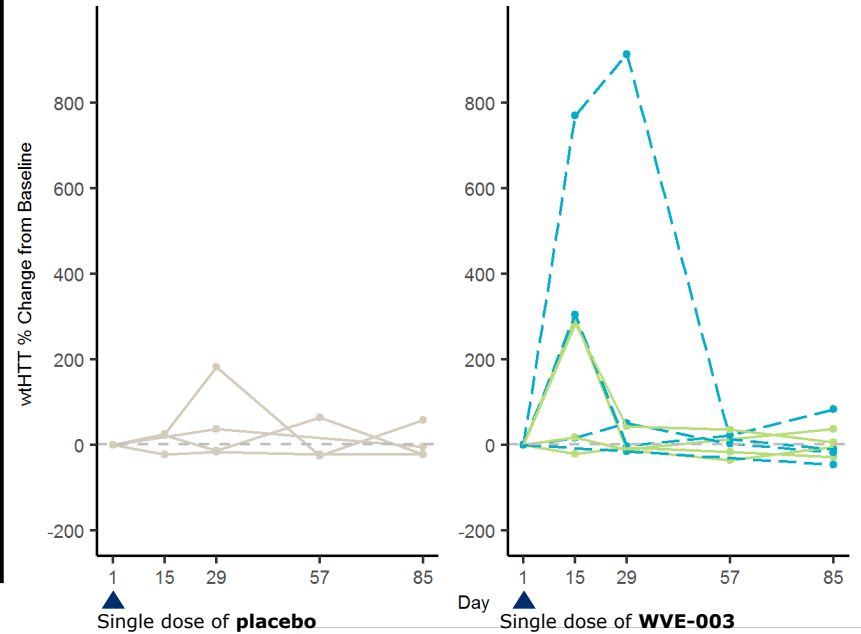 wtHTT % Change from Baseline
800
600
400
200
0
-200
1 15 29 57 85
Single dose of placebo
800
600
400
200
0
-200
1 15 29 57 85
Day
Single dose of WVE-003